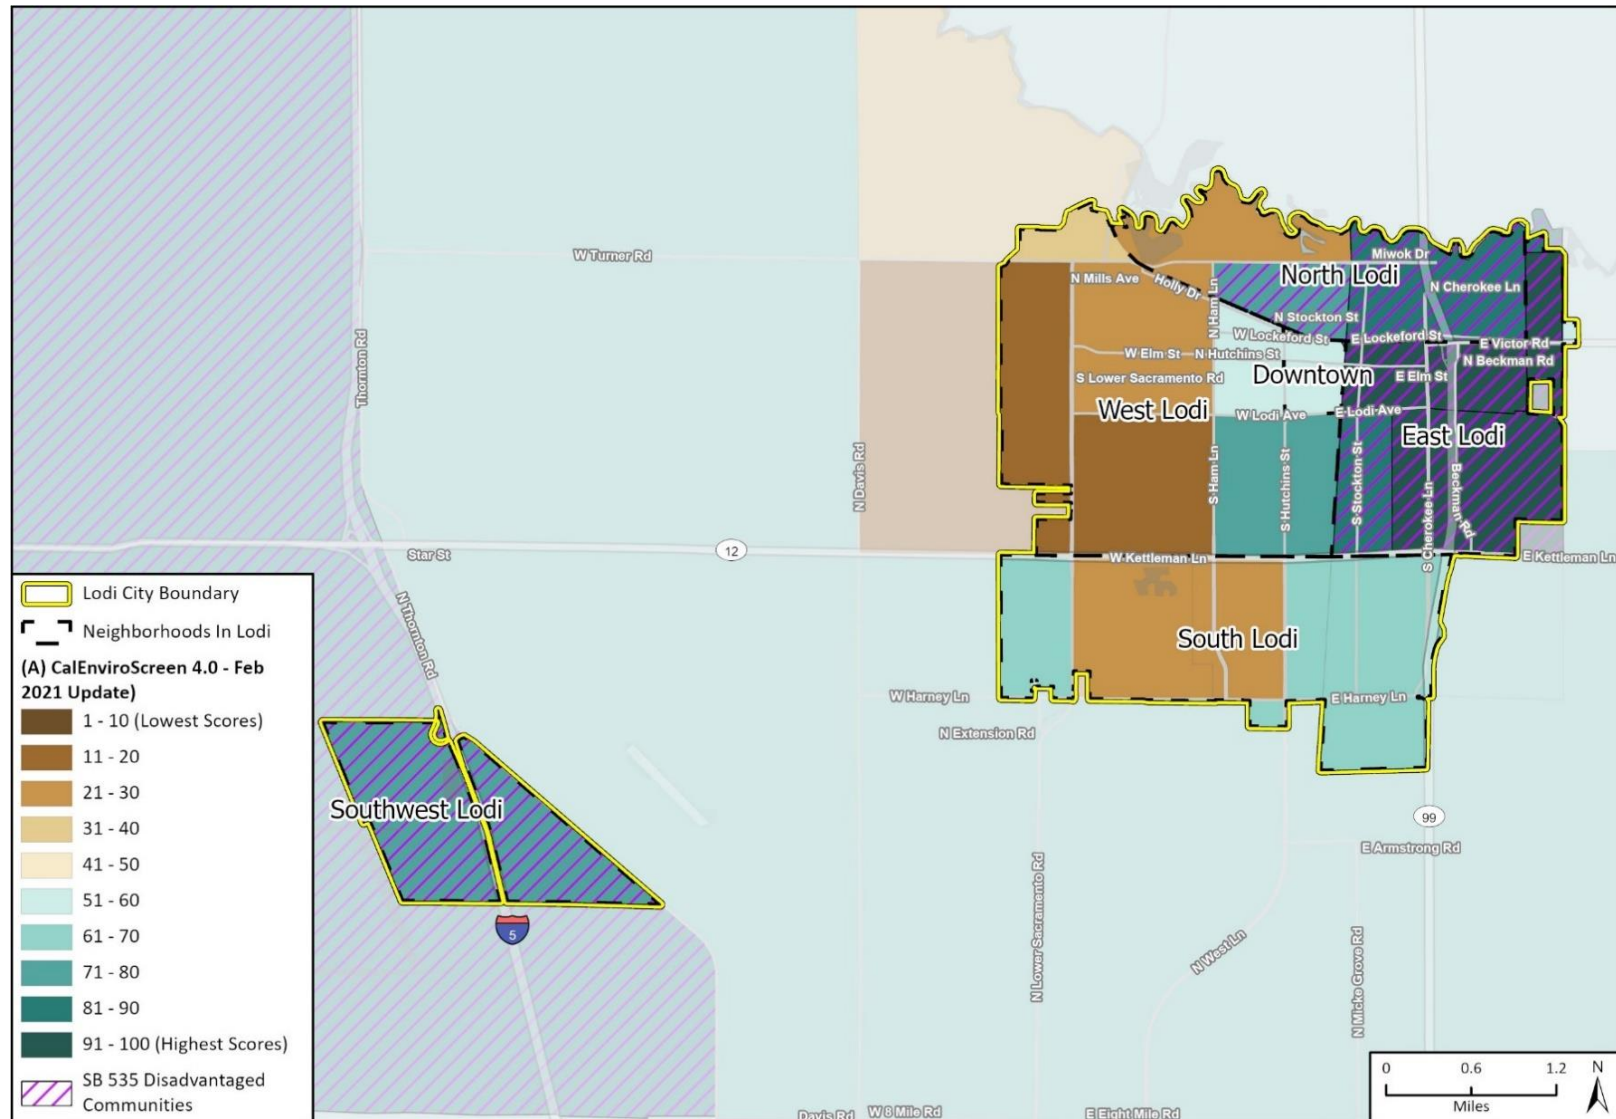 Miwok Dr
W Turner Rd
North Lodi
N Mills Ave
Holly Dr
N Ham Ln
N Cherokee Ln
N Stockton St
W Lockeford St
E Lockeford St
E Victor Rd
Thornton Rd
W Elm St
N Hutchins St
N Beckman Rd
S Lower Sacramento Rd
Downtown
E Elm St
West Lodi
W Lodi Ave
E Lodi Ave
East Lodi
N Davis Rd
S Ham Ln
S Hutchins St
S Stockton St
S Cherokee Ln
Beckman Rd
Star St
12
W Kettleman Ln
E Kettleman Ln
N Thornton Rd
South Lodi
W Harney Ln
E Harney Ln
N Extension Rd
Southwest Lodi
99
E Armstrong Rd
5
N Lower Sacramento Rd
N West Ln
N Micke Grove Rd
Davis Rd
W 8 Mile Rd
E Eight Mile Rd
Lodi City Boundary
Neighborhoods In Lodi
(A) CalEnviroScreen 4.0 - Feb
2021 Update)
1 - 10 (Lowest Scores)
11 - 20
21 - 30
31 - 40
41 - 50
51 - 60
61 - 70
71 - 80
81 - 90
91 - 100 (Highest Scores)
SB 535 Disadvantaged
Communities
0 0.6 1.2
Miles
N